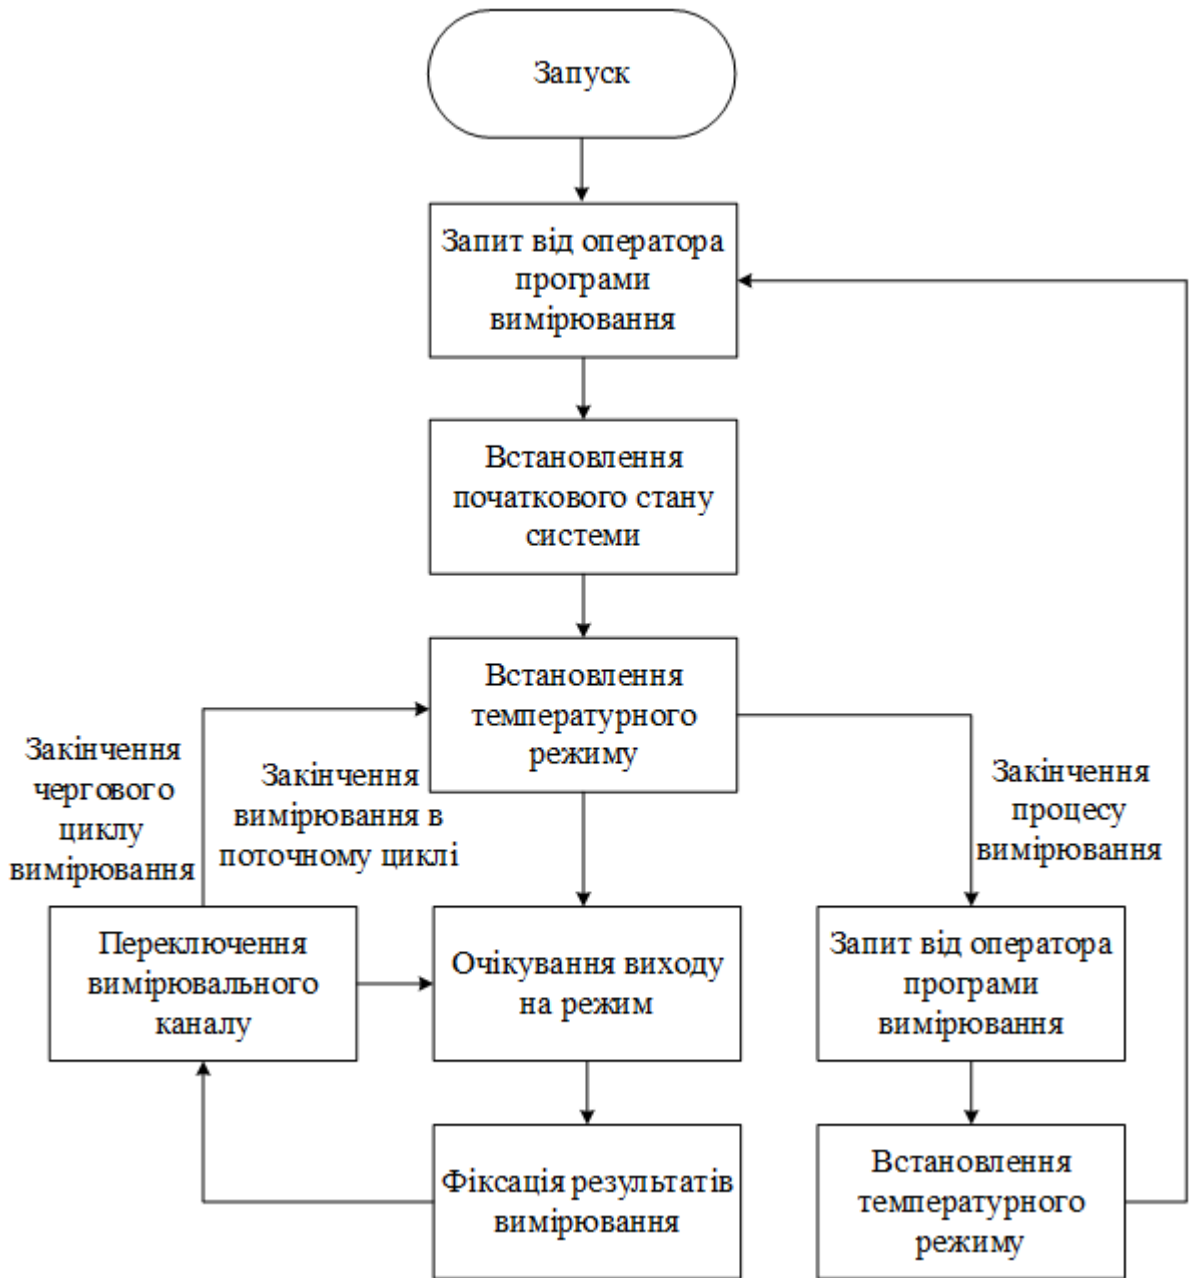 Запуск
Запит від оператора
програми
вимірювання
Встановлення
початкового стану
системи
Встановлення
температурного
режиму
Закінчення
чергового
циклу
вимірювання
Закінчення
вимірювання в
поточному циклі
Закінчення
процесу
вимірювання
Переключення
вимірювального
каналу
Очікування виходу
на режим
Запит від оператора
програми
вимірювання
Фіксація результатів
вимірювання
Встановлення
температурного
режиму